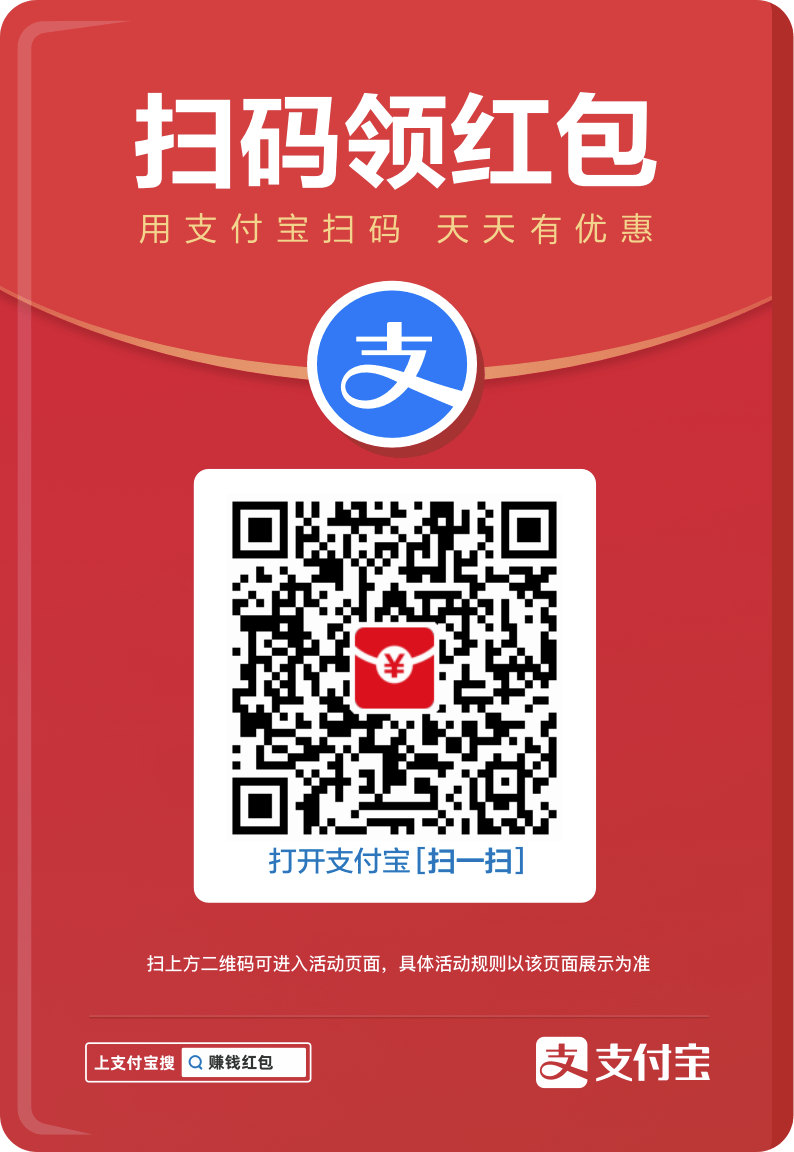 扫码领红包
用支付宝扫码 天天有优惠
支
¥
打开支付宝[扫一扫]
扫上方二维码可进入活动页面，具体活动规则以该页面展示为准
上支付宝搜 赚钱红包
支 支付宝